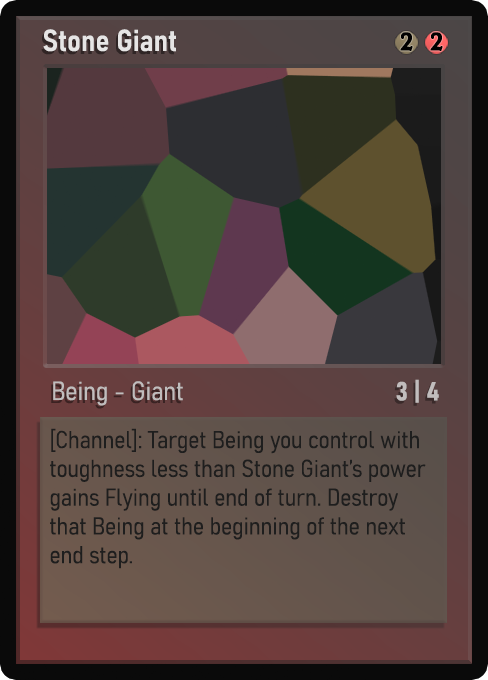 Stone Giant 2 2
Being - Giant 3 | 4
[Channel]: Target Being you control with
toughness less than Stone Giant's power
gains Flying until end of turn. Destroy
that Being at the beginning of the next
end step.